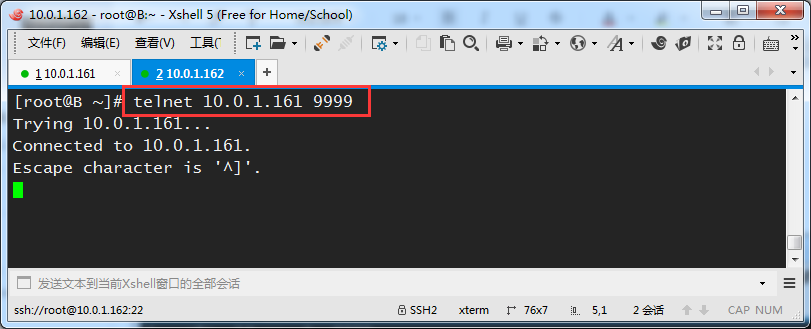 10.0.1.162 - root@B:~ - Xshell 5 (Free for Home/School)
文件(F) 编辑(E) 查看(V) 工具(
1 10.0.1.161 × 2 10.0.1.162 × +
[root@B ~]# telnet 10.0.1.161 9999
Trying 10.0.1.161...
Connected to 10.0.1.161.
Escape character is '^]'.
发送文本到当前Xshell窗口的全部会话
ssh://root@10.0.1.162:22 SSH2 xterm 76x7 5,1 2 会话 CAP NUM